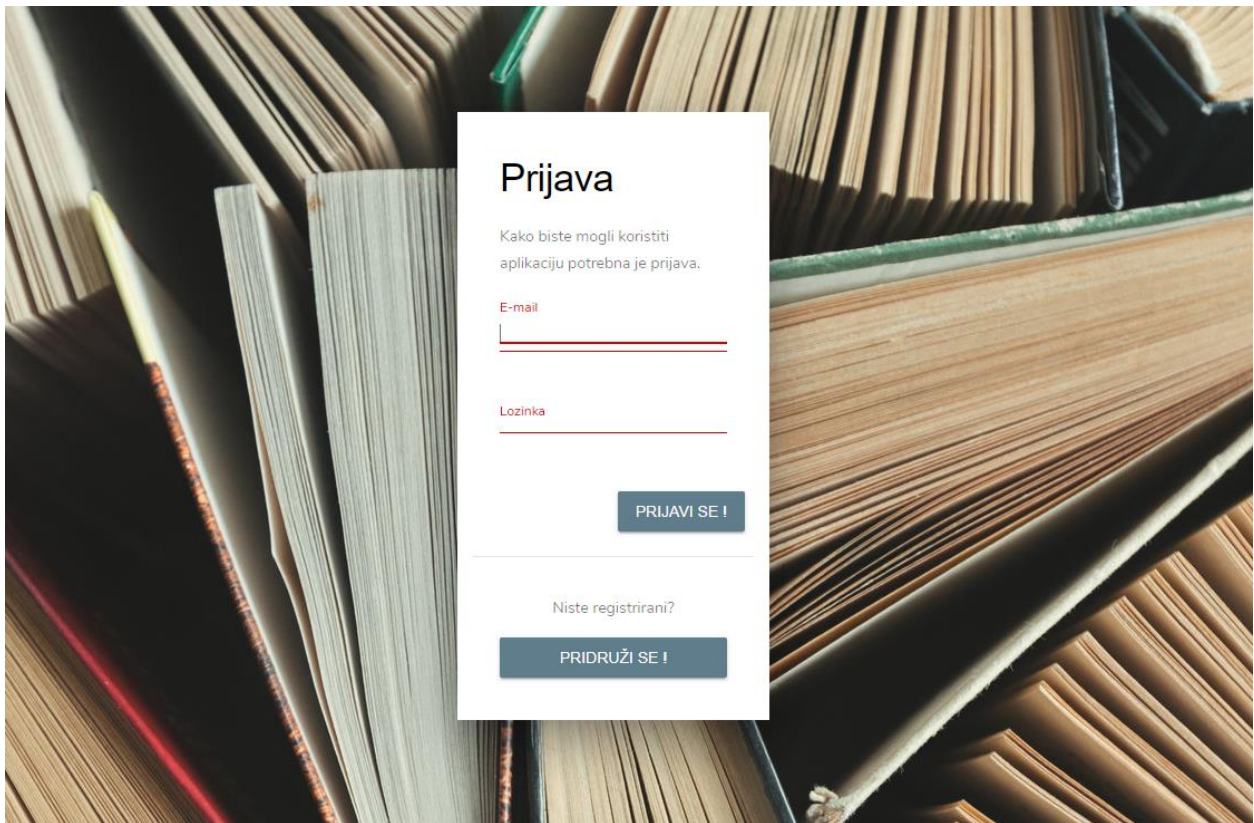 Prijava
Kako biste mogli koristiti
aplikaciju potrebna je prijava.
E-mail
Lozinka
PRIJAVI SE !
Niste registrirani?
PRIDRUŽI SE !